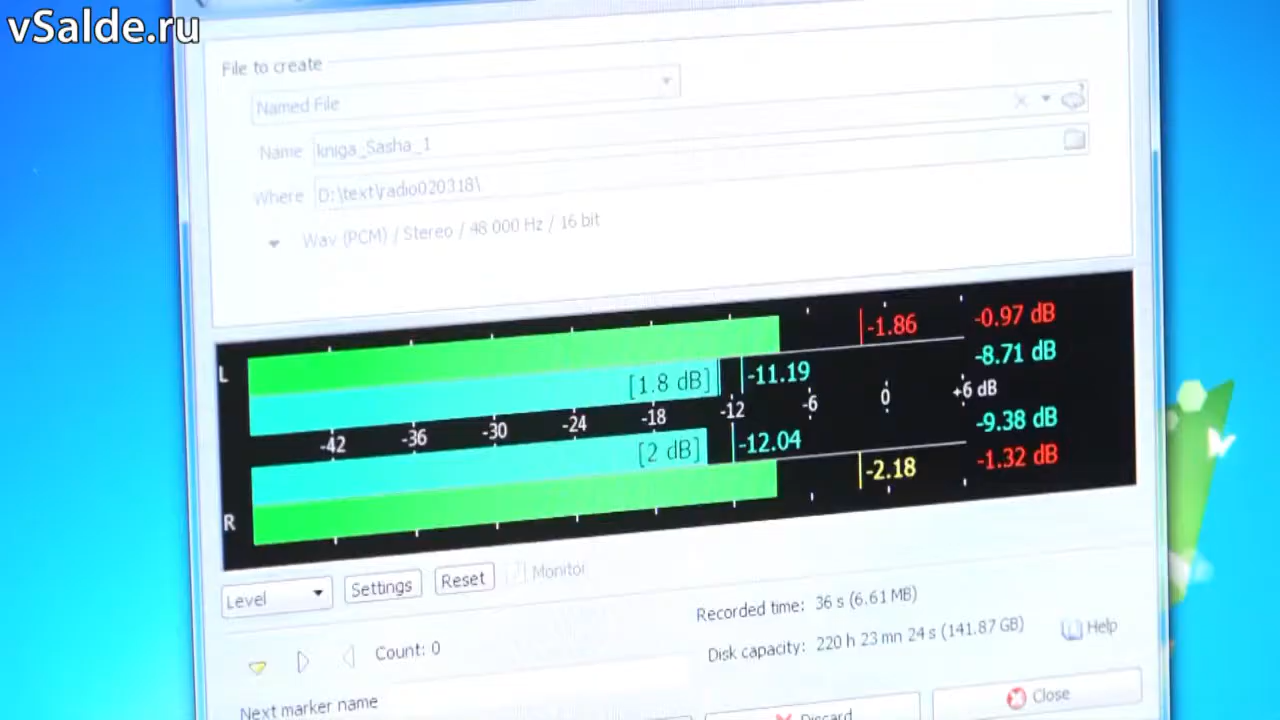 vSalde.ru
File to create
Named File
Name kniga_Sasha_1
Where D:\text\radio020318\
Wav (PCM) / Stereo / 48 000 Hz / 16 bit
L -1.86 -0.97 dB
[1.8 dB] -11.19 -8.71 dB
-42 -36 -30 -24 -18 -12 -6 0 +6 dB
[2 dB] -12.04 -9.38 dB
R -2.18 -1.32 dB
Level Settings Reset Monitor
Recorded time: 36 s (6.61 MB)
Count: 0 Disk capacity: 220 h 23 mn 24 s (141.87 GB) Help
Next marker name Discard Close